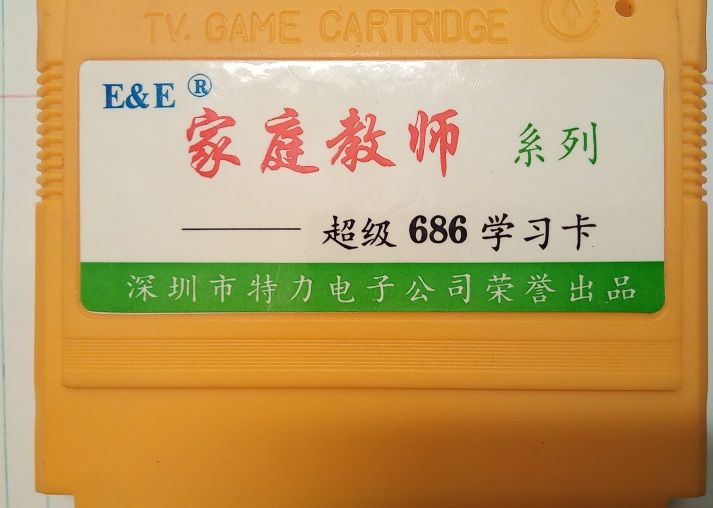 TV. GAME CARTRIDGE
E&E ®
家庭教师 系列
——超级 686 学习卡
深圳市特力电子公司荣誉出品